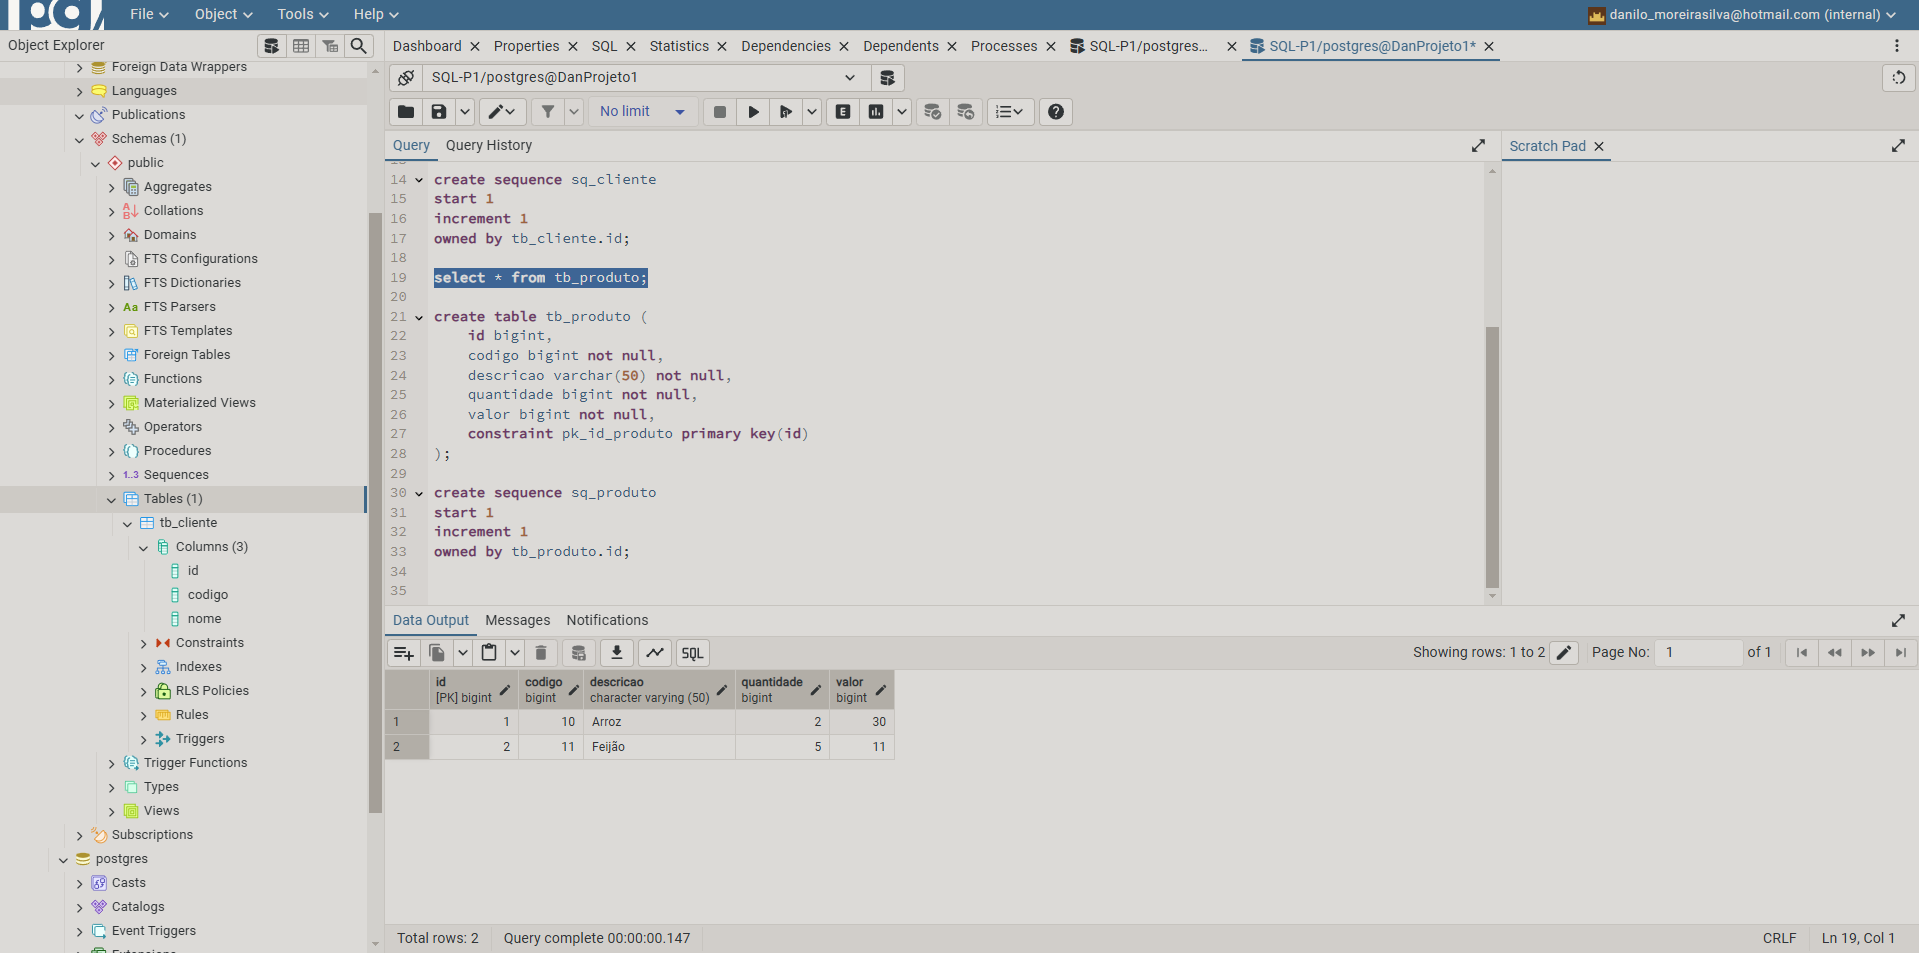 File
Object
Tools
Help
danilo_moreirasilva@hotmail.com (internal)
Object Explorer
Foreign Data Wrappers
Languages
Publications
Schemas (1)
public
Aggregates
Collations
Domains
FTS Configurations
FTS Dictionaries
Aa FTS Parsers
FTS Templates
Foreign Tables
Functions
Materialized Views
Operators
Procedures
1..3 Sequences
Tables (1)
tb_cliente
Columns (3)
id
codigo
nome
Constraints
Indexes
RLS Policies
Rules
Triggers
Trigger Functions
Types
Views
Subscriptions
postgres
Casts
Catalogs
Event Triggers
Dashboard Properties SQL Statistics Dependencies Dependents Processes SQL-P1/postgres... SQL-P1/postgres@DanProjeto1*
SQL-P1/postgres@DanProjeto1
No limit
E
Query Query History
14 create sequence sq_cliente
15 start 1
16 increment 1
17 owned by tb_cliente.id;
18
19 select * from tb_produto;
20
21 create table tb_produto (
22 id bigint,
23 codigo bigint not null,
24 descricao varchar(50) not null,
25 quantidade bigint not null,
26 valor bigint not null,
27 constraint pk_id_produto primary key(id)
28 );
29
30 create sequence sq_produto
31 start 1
32 increment 1
33 owned by tb_produto.id;
34
35
Scratch Pad
Data Output Messages Notifications
SQL
Showing rows: 1 to 2 Page No: 1 of 1
id codigo descricao quantidade valor
[PK] bigint bigint character varying (50) bigint bigint
1 1 10 Arroz 2 30
2 2 11 Feijão 5 11
Total rows: 2 Query complete 00:00:00.147 CRLF Ln 19, Col 1